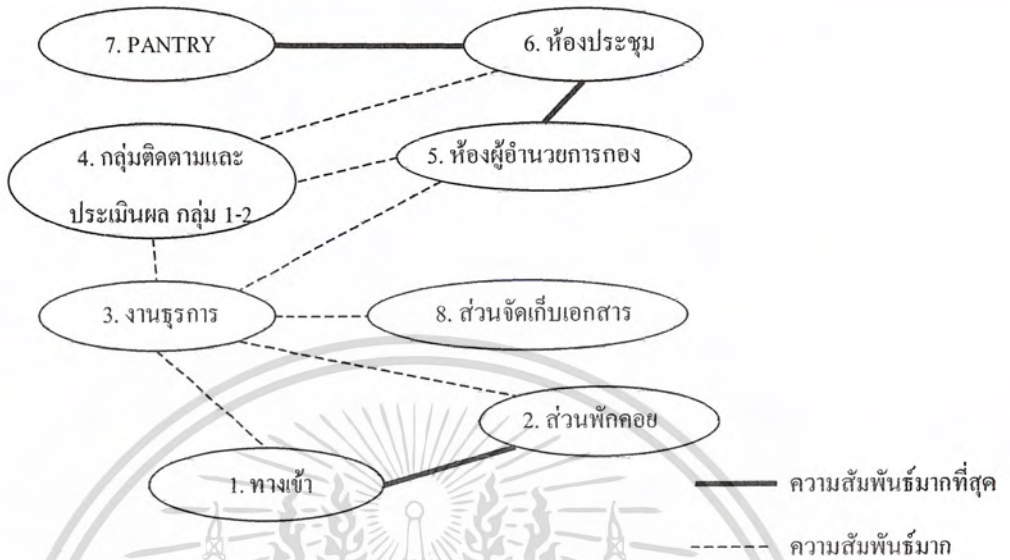 7. PANTRY
6. ห้องประชุม
4. กลุ่มติดตามและ
ประเมินผล กลุ่ม 1-2
5. ห้องผู้อำนวยการกอง
3. งานธุรการ
8. ส่วนจัดเก็บเอกสาร
2. ส่วนพักคอย
1. ทางเข้า
ความสัมพันธ์มากที่สุด
ความสัมพันธ์มาก